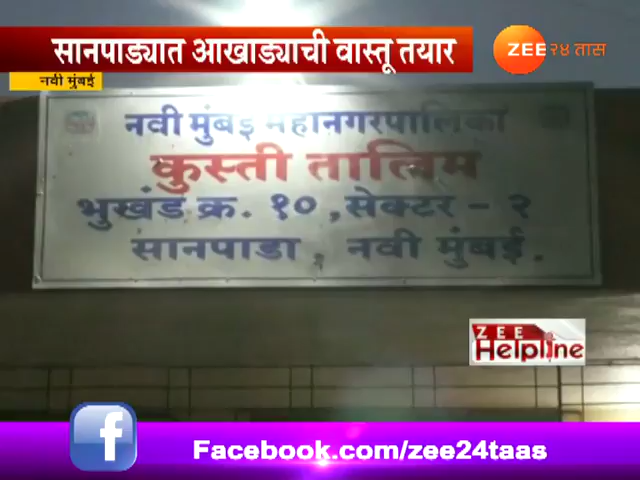 सानपाड्यात आखाड्याची वास्तू तयार
ZEE २४ तास
नवी मुंबई
नवी मुंबई महानगरपालिका
कुस्ती तालिम
भुखंड क्र. १० ,सेक्टर - २
सानपाडा , नवी मुंबई.
ZEE
Helpline
f
Facebook.com/zee24taas